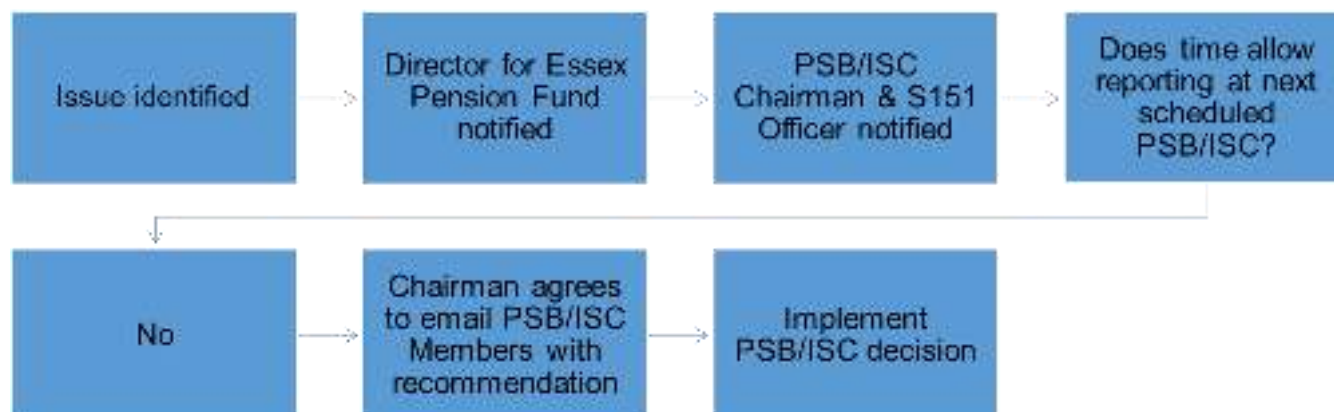 Issue identified
Director for Essex
Pension Fund
notified
PSB/ISC
Chairman & S151
Officer notified
Does time allow
reporting at next
scheduled
PSB/ISC?
No
Chairman agrees
to email PSB/ISC
Members with
recommendation
Implement
PSB/ISC decision